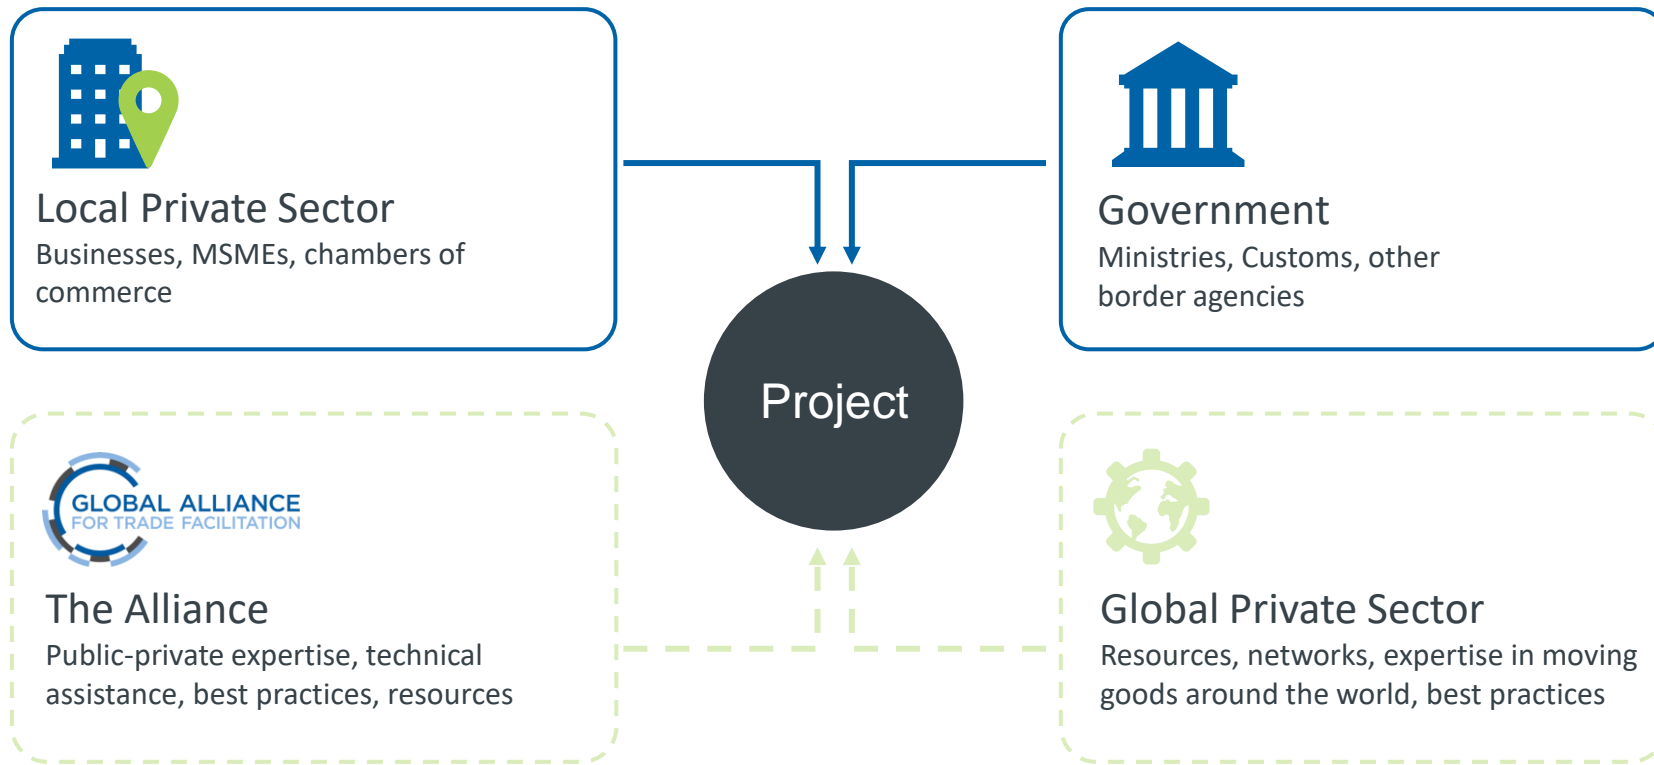 Local Private Sector
Businesses, MSMEs, chambers of
commerce
Government
Ministries, Customs, other
border agencies
Project
GLOBAL ALLIANCE
FOR TRADE FACILITATION
The Alliance
Public-private expertise, technical
assistance, best practices, resources
Global Private Sector
Resources, networks, expertise in moving
goods around the world, best practices